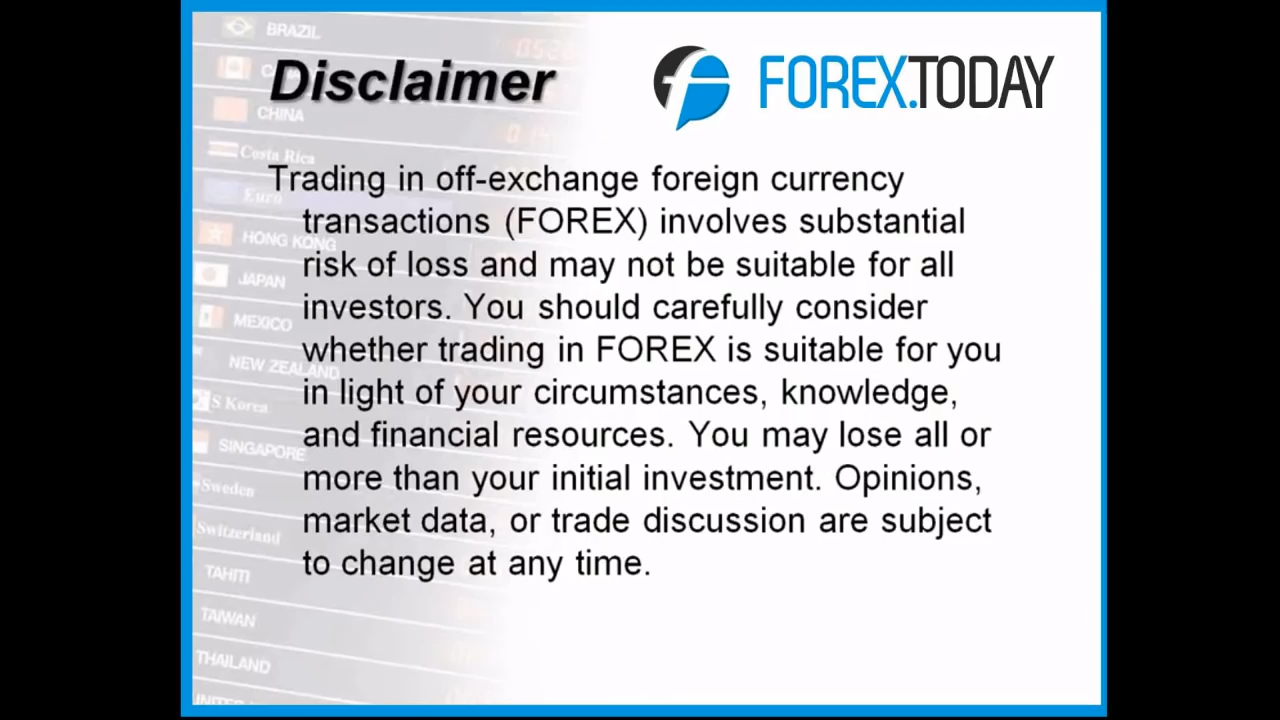 Disclaimer
FOREX.TODAY
Trading in off-exchange foreign currency
transactions (FOREX) involves substantial
risk of loss and may not be suitable for all
investors. You should carefully consider
whether trading in FOREX is suitable for you
in light of your circumstances, knowledge,
and financial resources. You may lose all or
more than your initial investment. Opinions,
market data, or trade discussion are subject
to change at any time.
BRAZIL
CHINA
Costa Rica
Euro
HONG KONG
JAPAN
MEXICO
NEW ZEALAND
S Korea
SINGAPORE
Sweden
Switzerland
TAHITI
TAIWAN
THAILAND